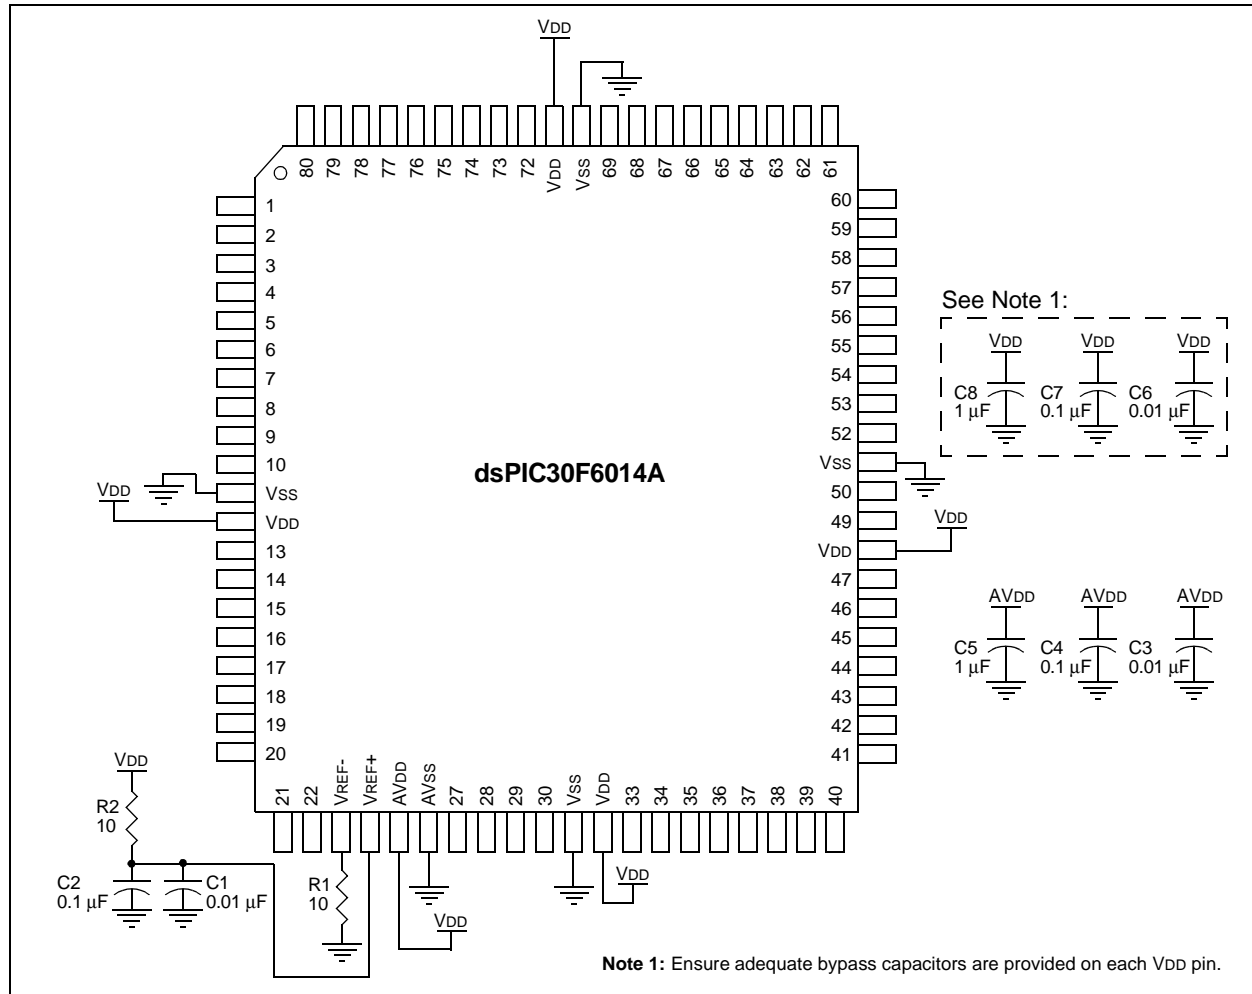 VDD
80
79
78
77
76
75
74
73
72
VDD
VSS
69
68
67
66
65
64
63
62
61
1
2
3
4
5
6
7
8
9
10
VSS
VDD
13
14
15
16
17
18
19
20
VDD
dsPIC30F6014A
60
59
58
57
56
55
54
53
52
VSS
50
49
VDD
47
46
45
44
43
42
41
VDD
See Note 1:
VDD
VDD
VDD
C8
1 µF
C7
0.1 µF
C6
0.01 µF
AVDD
AVDD
AVDD
C5
1 µF
C4
0.1 µF
C3
0.01 µF
21
22
VREF-
VREF+
AVDD
AVSS
27
28
29
30
VSS
VDD
33
34
35
36
37
38
39
40
VDD
R2
10
C2
0.1 µF
C1
0.01 µF
R1
10
VDD
VDD
Note 1: Ensure adequate bypass capacitors are provided on each VDD pin.